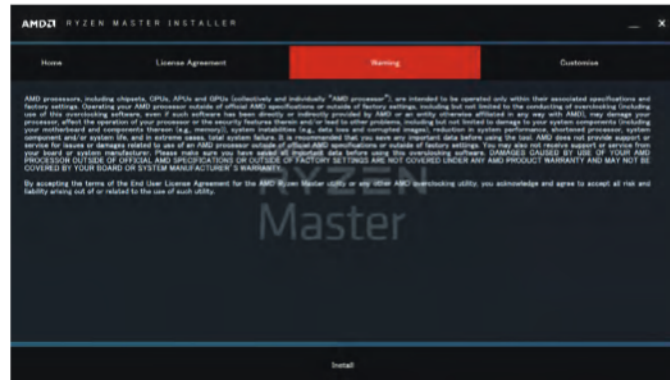 AMD RYZEN MASTER INSTALLER
Home License Agreement Warning Customise
AMD processors, including chipsets, CPUs, APUs and GPUs (collectively and individually "AMD processor"), are intended to be operated only within their associated specifications and
factory settings. Operating your AMD processor outside of official AMD specifications or outside of factory settings, including but not limited to the conducting of overclocking (including
use of this overclocking software, even if such software has been directly or indirectly provided by AMD or an entity otherwise affiliated in any way with AMD), may damage your
processor, affect the operation of your processor or the security features therein and/or lead to other problems, including but not limited to damage to your system components (including
your motherboard and components thereon (e.g., memory)), system instabilities (e.g., data loss and corrupted images), reduction in system performance, shortened processor, system
component and/or system life, and in extreme cases, total system failure. It is recommended that you save any important data before using the tool. AMD does not provide support or
service for issues or damages related to use of an AMD processor outside of official AMD specifications or outside of factory settings. You may also not receive support or service from
your board or system manufacturer. Please make sure you have saved all important data before using this overclocking software. DAMAGES CAUSED BY USE OF YOUR AMD
PROCESSOR OUTSIDE OF OFFICIAL AMD SPECIFICATIONS OR OUTSIDE OF FACTORY SETTINGS ARE NOT COVERED UNDER ANY AMD PRODUCT WARRANTY AND MAY NOT BE
COVERED BY YOUR BOARD OR SYSTEM MANUFACTURER'S WARRANTY.
By accepting the terms of the End User License Agreement for the AMD Ryzen Master utility or any other AMD overclocking utility, you acknowledge and agree to accept all risk and
liability arising out of or related to the use of such utility.
RYZEN
Master
Install